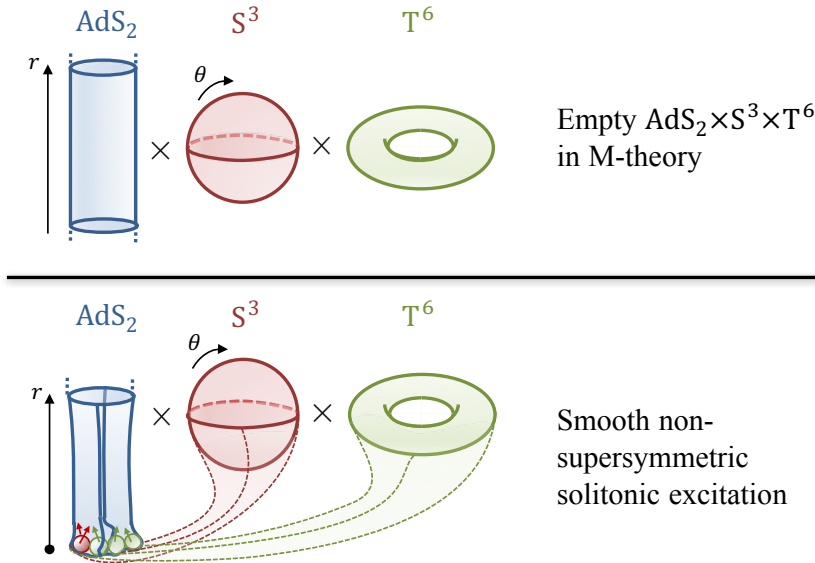 AdS₂ S³ T⁶
r
θ
× ×
Empty AdS₂×S³×T⁶
in M-theory
AdS₂ S³ T⁶
θ
r
× ×
Smooth non-
supersymmetric
solitonic excitation